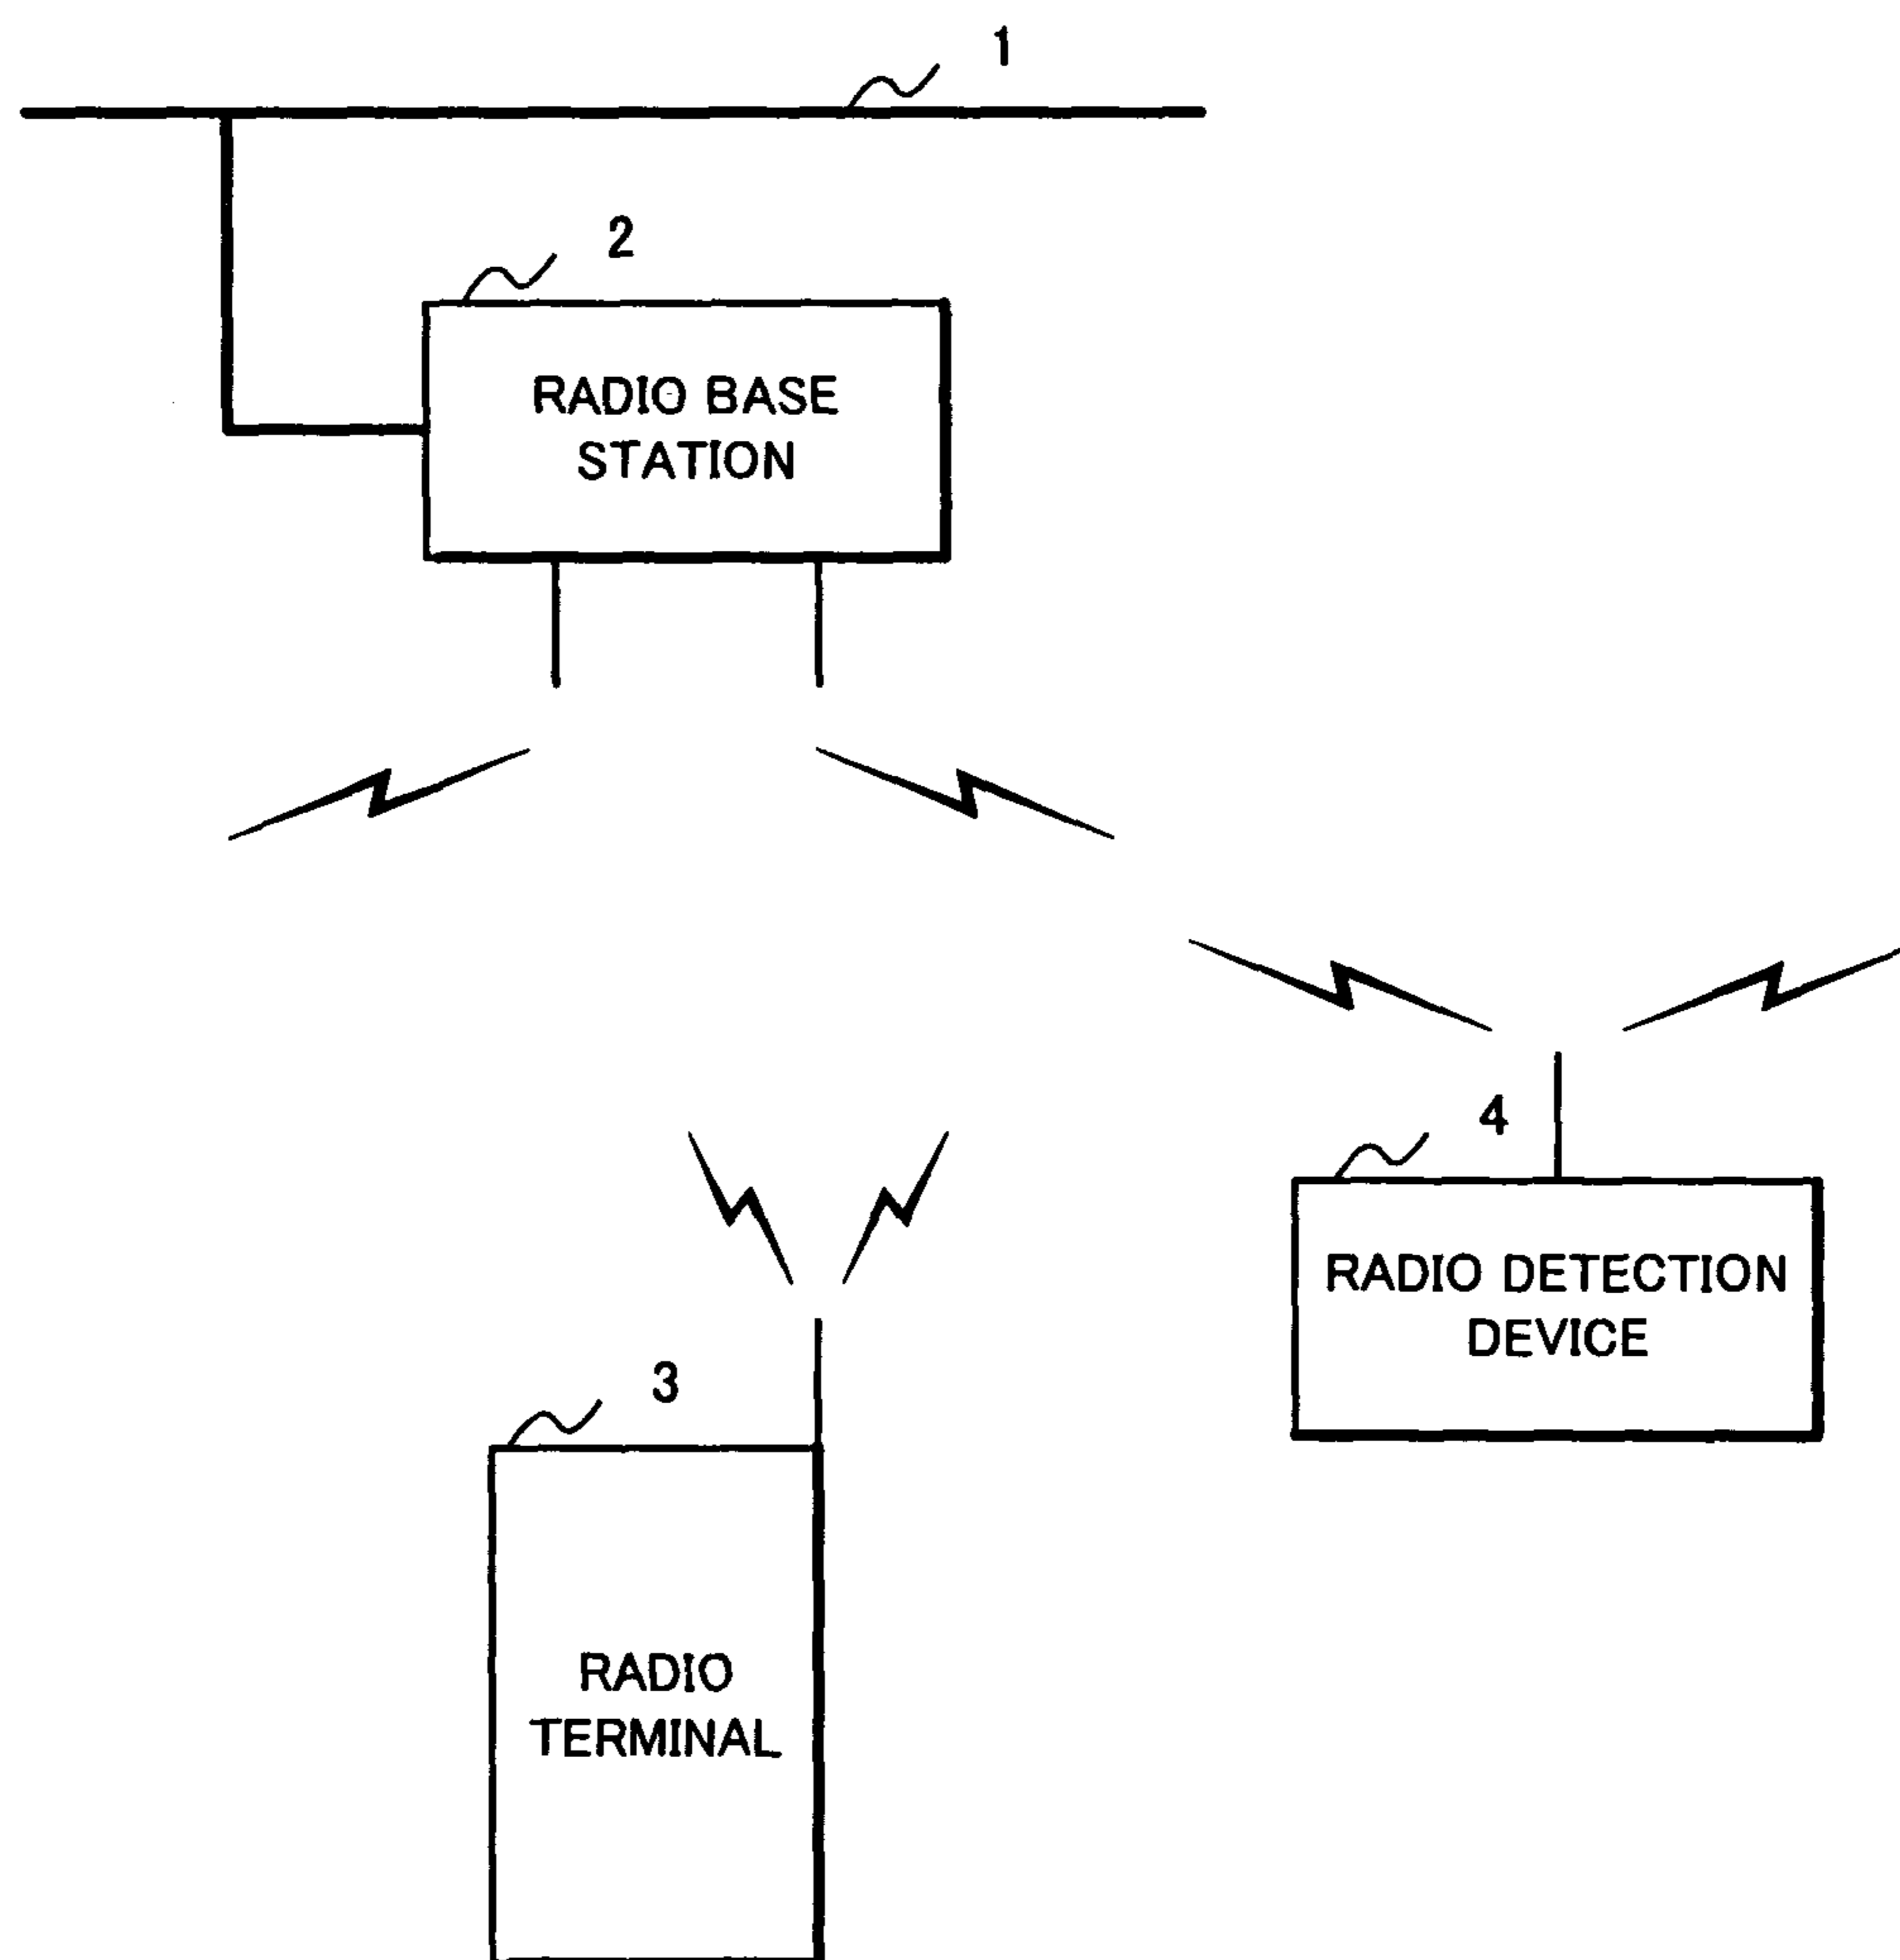 1
2
RADIO BASE
STATION
4
RADIO DETECTION
DEVICE
3
RADIO
TERMINAL